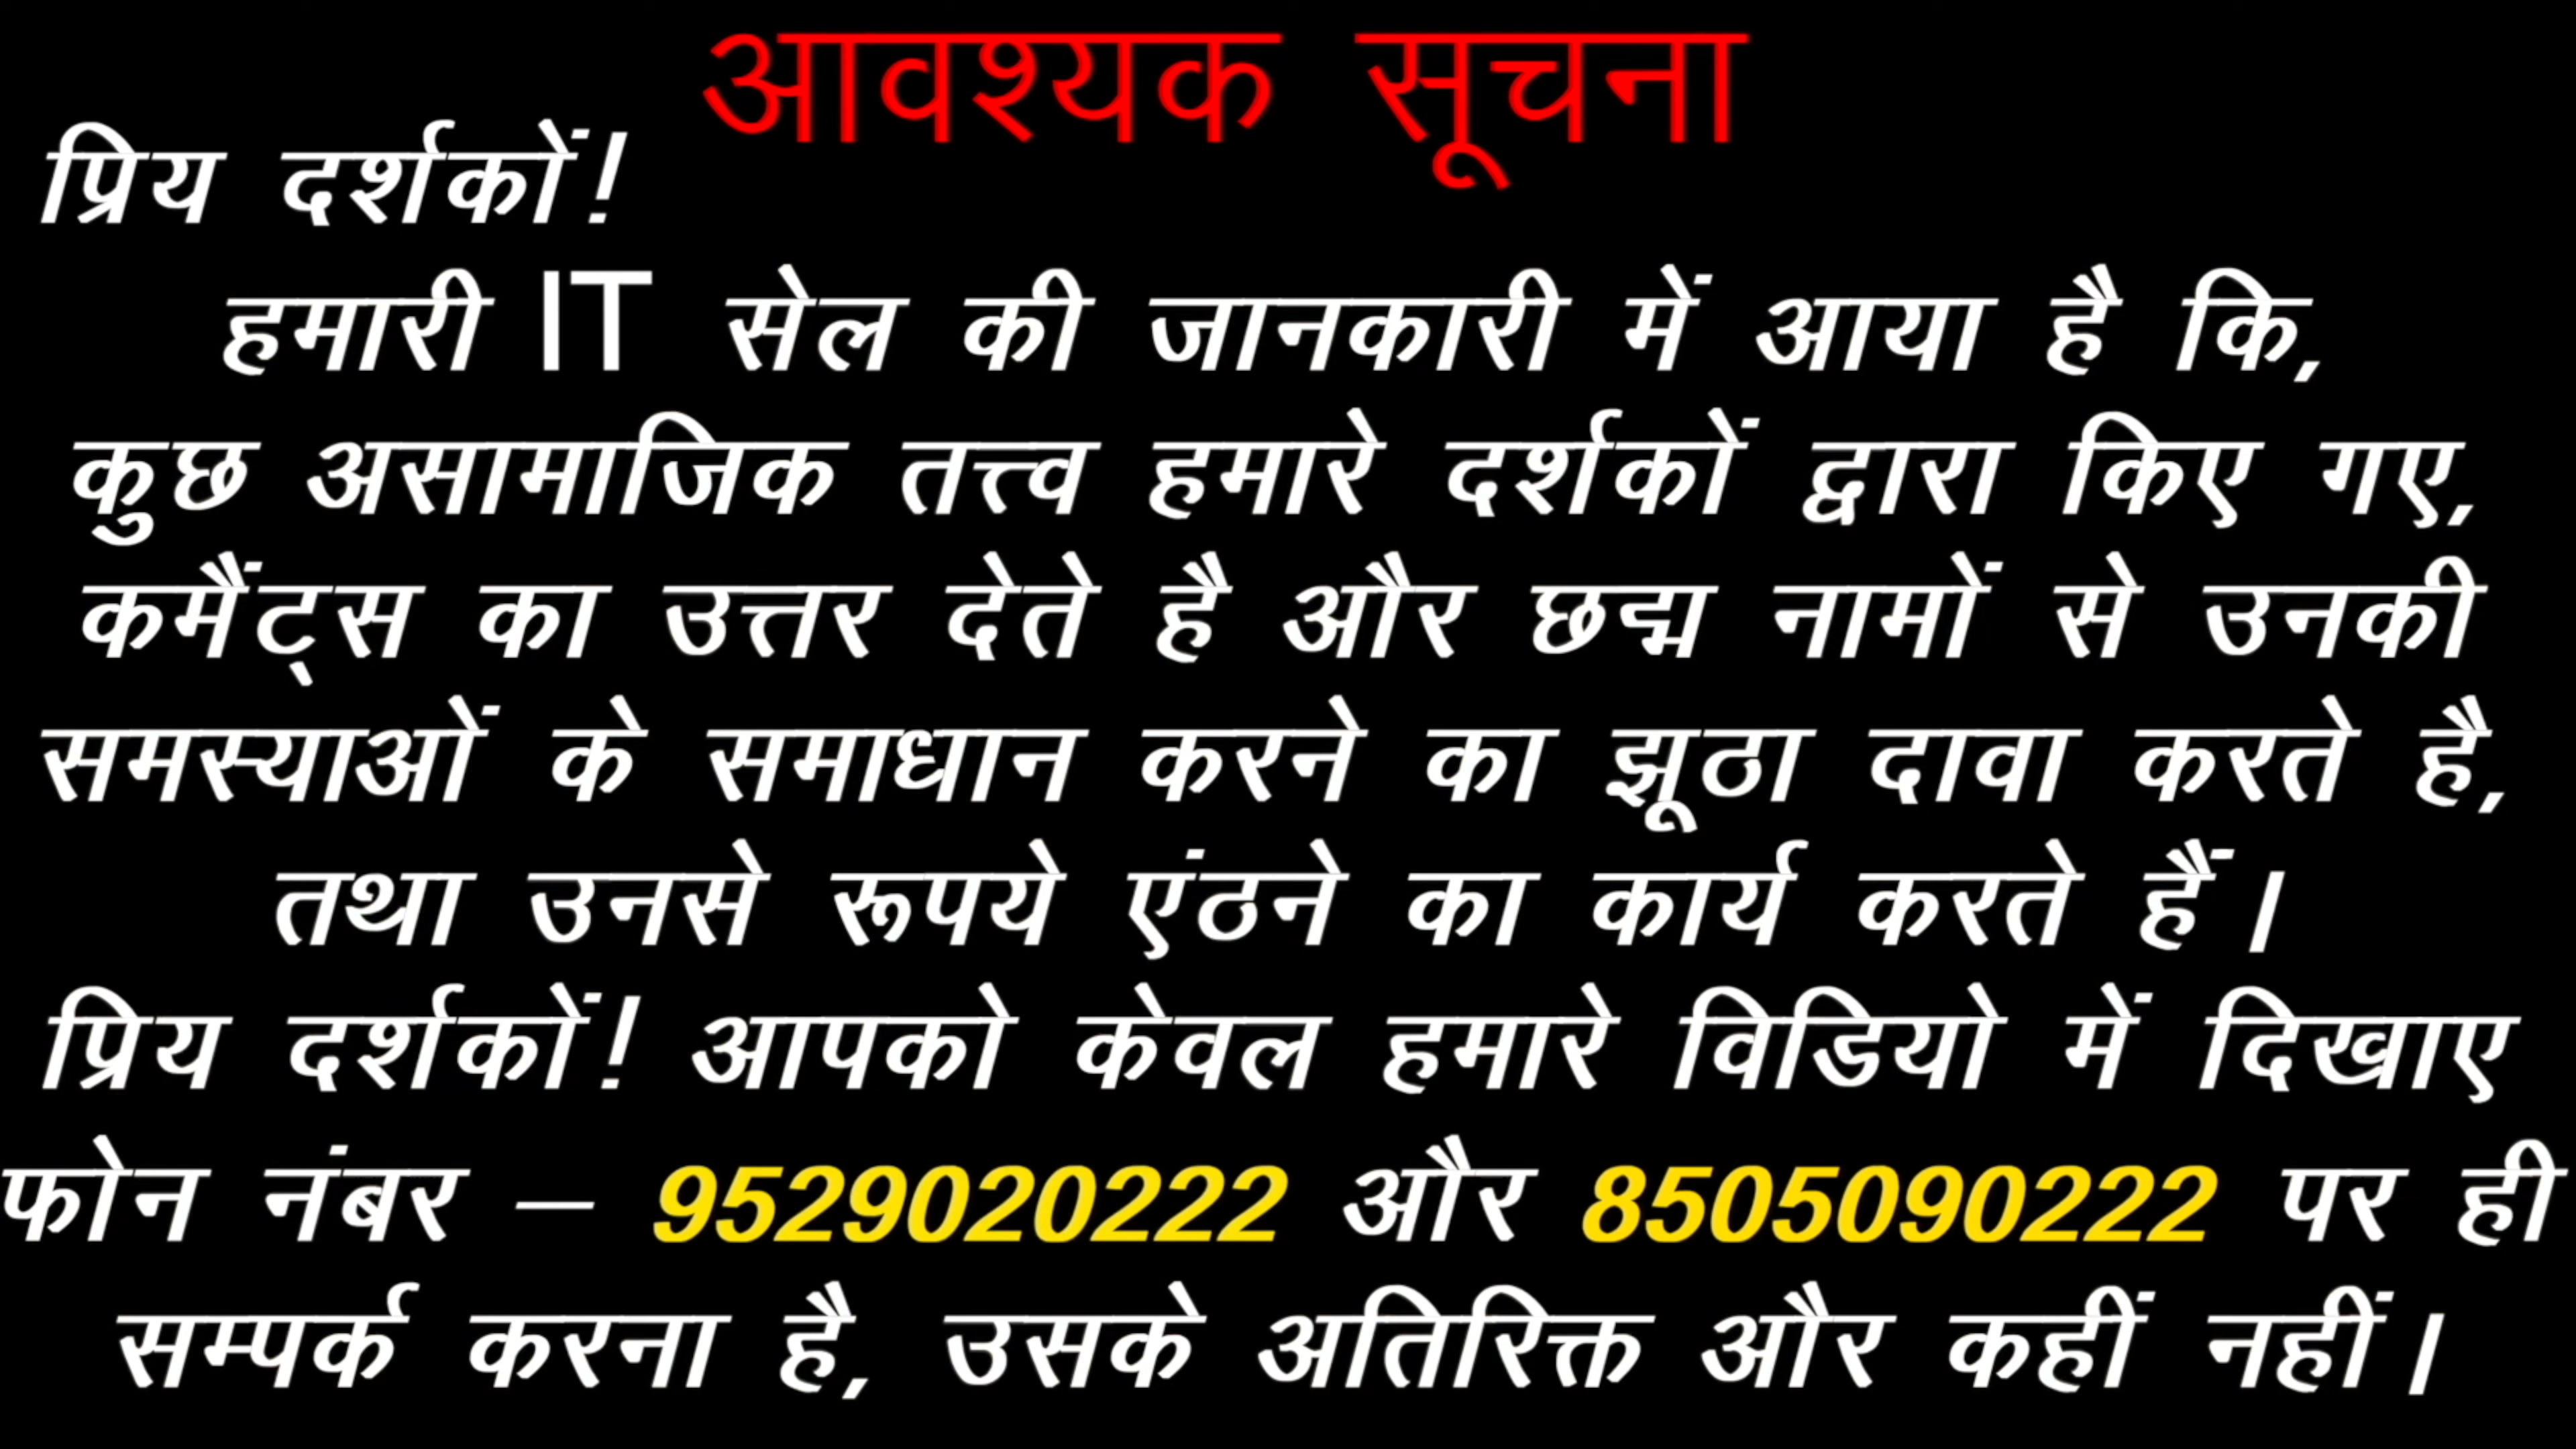 आवश्यक सूचना
प्रिय दर्शकों!
हमारी IT सेल की जानकारी में आया है कि,
कुछ असामाजिक तत्त्व हमारे दर्शकों द्वारा किए गए,
कमैंट्स का उत्तर देते है और छद्म नामों से उनकी
समस्याओं के समाधान करने का झूठा दावा करते है,
तथा उनसे रूपये एंठने का कार्य करते हैं।
प्रिय दर्शकों! आपको केवल हमारे विडियो में दिखाए
फोन नंबर – 9529020222 और 8505090222 पर ही
सम्पर्क करना है, उसके अतिरिक्त और कहीं नहीं।